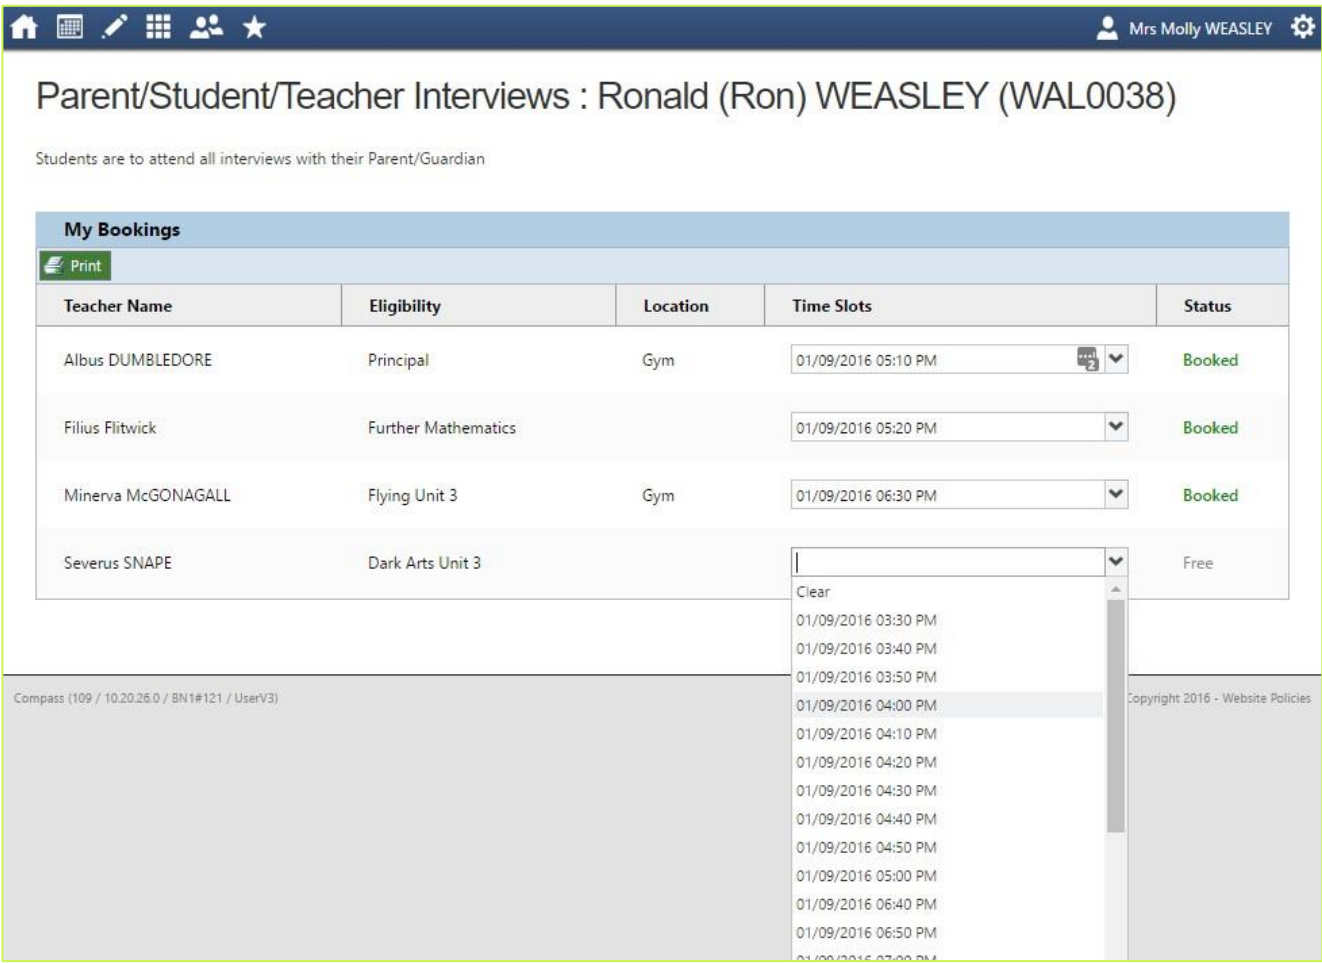 Mrs Molly WEASLEY
Parent/Student/Teacher Interviews : Ronald (Ron) WEASLEY (WAL0038)
Students are to attend all interviews with their Parent/Guardian
My Bookings
Print
Teacher Name Eligibility Location Time Slots Status
Albus DUMBLEDORE Principal Gym 01/09/2016 05:10 PM 2 Booked
Filius Flitwick Further Mathematics 01/09/2016 05:20 PM Booked
Minerva McGONAGALL Flying Unit 3 Gym 01/09/2016 06:30 PM Booked
Severus SNAPE Dark Arts Unit 3 Free
Clear
01/09/2016 03:30 PM
01/09/2016 03:40 PM
01/09/2016 03:50 PM
01/09/2016 04:00 PM
01/09/2016 04:10 PM
01/09/2016 04:20 PM
01/09/2016 04:30 PM
01/09/2016 04:40 PM
01/09/2016 04:50 PM
01/09/2016 05:00 PM
01/09/2016 06:40 PM
01/09/2016 06:50 PM
01/09/2016 07:00 PM
Compass (109 / 10.20.26.0 / BN1#121 / UserV3) Copyright 2016 - Website Policies